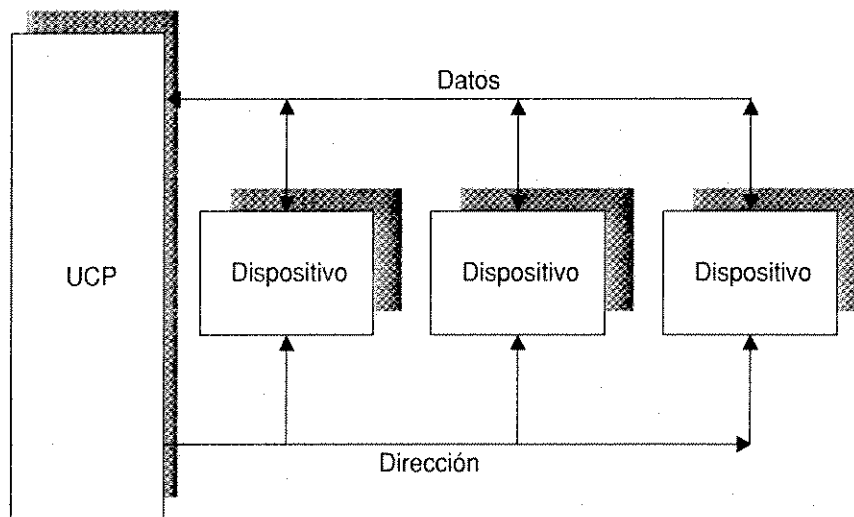 Datos
UCP
Dispositivo
Dispositivo
Dispositivo
Dirección